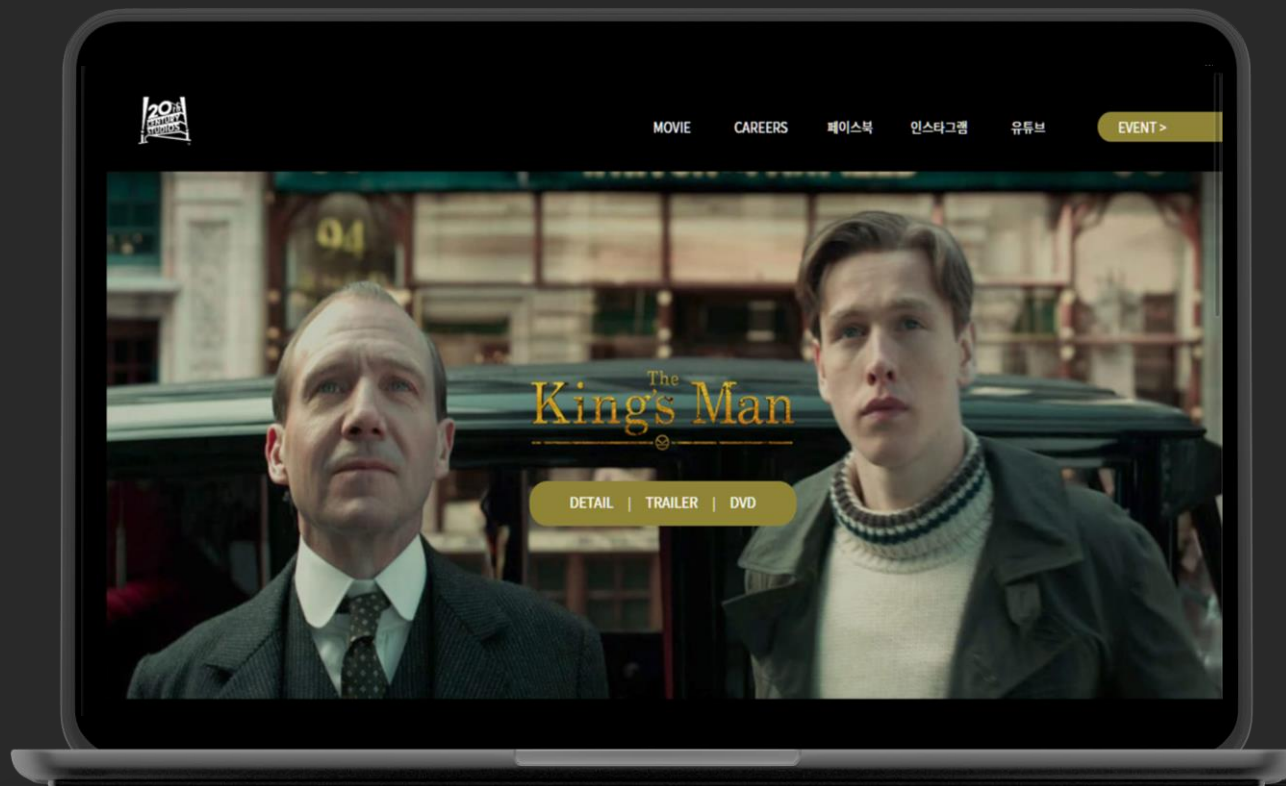 20th
CENTURY
STUDIOS
MOVIE CAREERS 페이스북 인스타그램 유튜브 EVENT >
94
The
King's Man
DETAIL | TRAILER | DVD